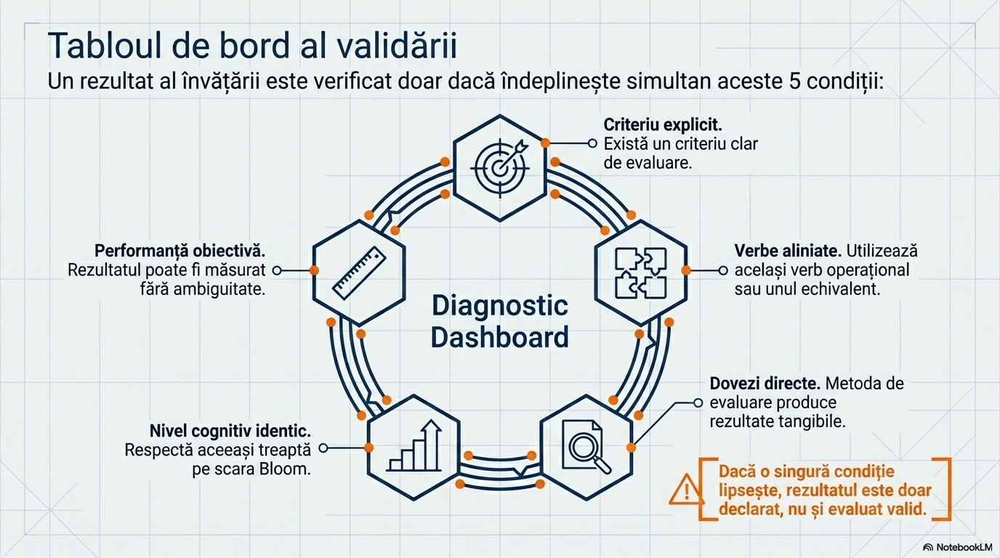 Tabloul de bord al validării
Un rezultat al învățării este verificat doar dacă îndeplinește simultan aceste 5 condiții:
Criteriu explicit.
Există un criteriu clar
de evaluare.
Performanță obiectivă.
Rezultatul poate fi măsurat
fără ambiguitate.
Verbe aliniate. Utilizează
același verb operațional
sau unul echivalent.
Diagnostic
Dashboard
Dovezi directe. Metoda de
evaluare produce
rezultate tangibile.
Nivel cognitiv identic.
Respectă aceeași treaptă
pe scara Bloom.
Dacă o singură condiție
lipsește, rezultatul este doar
declarat, nu și evaluat valid.
NotebookLM